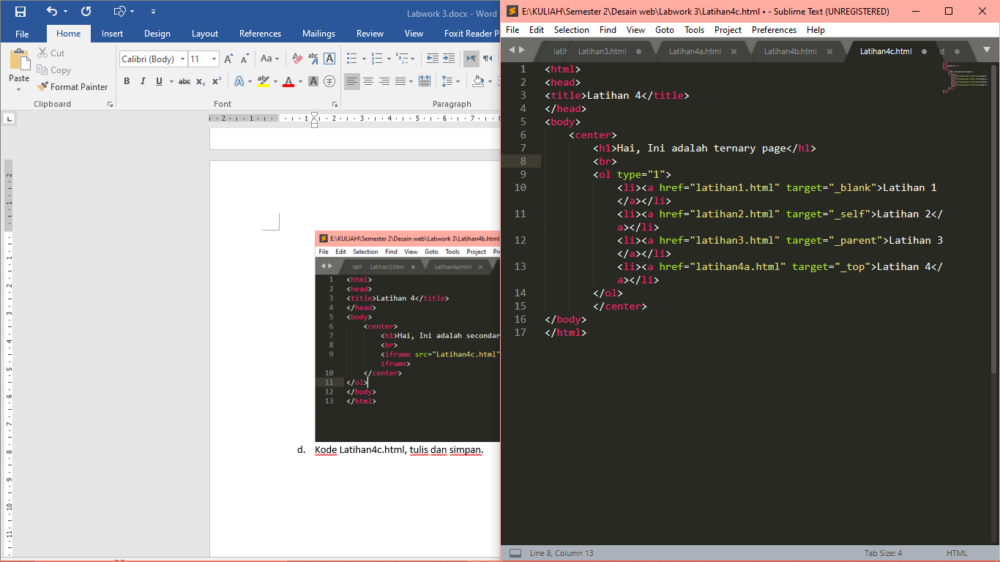 Labwork 3.docx - Word
File Home Insert Design Layout References Mailings Review View Foxit Reader P
Paste
Cut
Copy
Format Painter
Calibri (Body) 11
Clipboard Font Paragraph
E:\KULIAH\Semester 2\Desain web\Labwork 3\Latihan4b.html
File Edit Selection Find View Goto Tools Project Pr
latil Latihan3.html Latihan4a.html
1 <html>
2 <head>
3 <title>Latihan 4</title>
4 </head>
5 <body>
6 <center>
7 <h1>Hai, Ini adalah secondar
8 <br>
9 <iframe src="Latihan4c.html"
iframe>
10 </center>
11 </ol>
12 </body>
13 </html>
d. Kode Latihan4c.html, tulis dan simpan.
E:\KULIAH\Semester 2\Desain web\Labwork 3\Latihan4c.html • - Sublime Text (UNREGISTERED)
File Edit Selection Find View Goto Tools Project Preferences Help
latil Latihan3.html Latihan4a.html Latihan4b.html Latihan4c.html d
1 <html>
2 <head>
3 <title>Latihan 4</title>
4 </head>
5 <body>
6 <center>
7 <h1>Hai, Ini adalah ternary page</h1>
8 <br>
9 <ol type="1">
10 <li><a href="latihan1.html" target="_blank">Latihan 1
</a></li>
11 <li><a href="latihan2.html" target="_self">Latihan 2</
a></li>
12 <li><a href="latihan3.html" target="_parent">Latihan 3
</a></li>
13 <li><a href="latihan4a.html" target="_top">Latihan 4</
a></li>
14 </ol>
15 </center>
16 </body>
17 </html>
Line 8, Column 13 Tab Size: 4 HTML